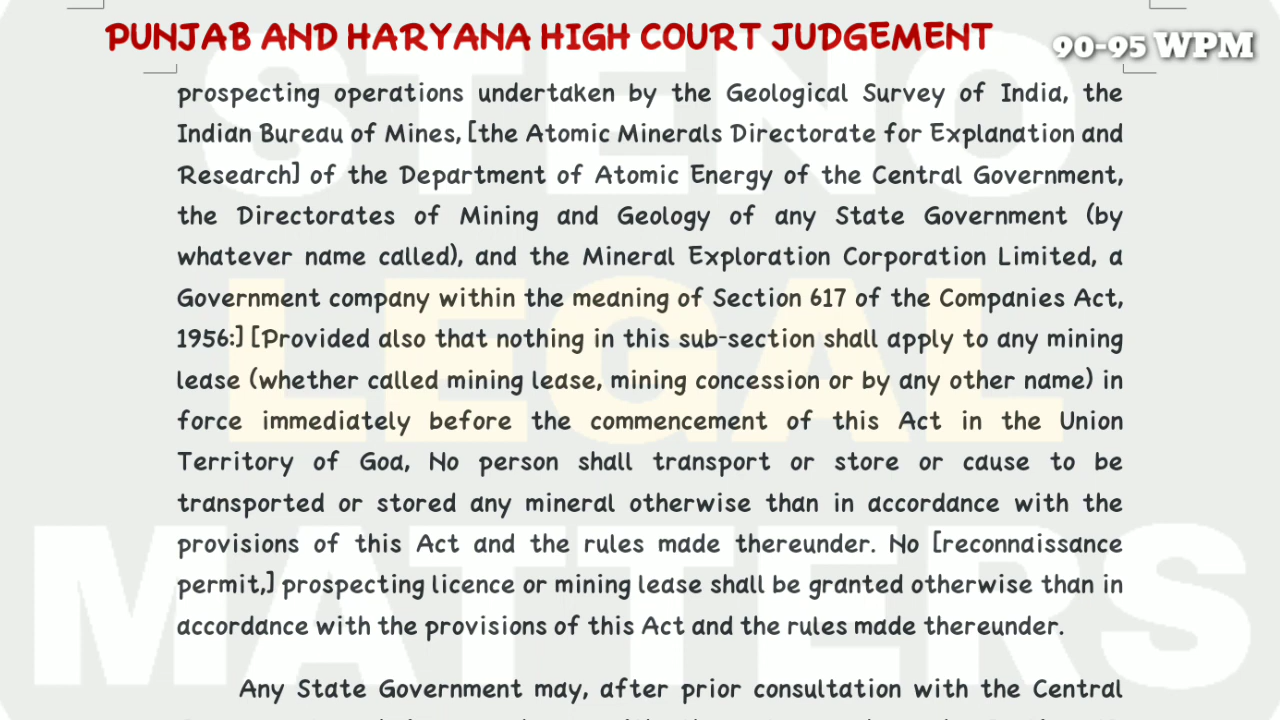 PUNJAB AND HARYANA HIGH COURT JUDGEMENT
90-95 WPM
STENO
LEGAL
MATTERS
prospecting operations undertaken by the Geological Survey of India, the
Indian Bureau of Mines, [the Atomic Minerals Directorate for Explanation and
Research] of the Department of Atomic Energy of the Central Government,
the Directorates of Mining and Geology of any State Government (by
whatever name called), and the Mineral Exploration Corporation Limited, a
Government company within the meaning of Section 617 of the Companies Act,
1956:] [Provided also that nothing in this sub-section shall apply to any mining
lease (whether called mining lease, mining concession or by any other name) in
force immediately before the commencement of this Act in the Union
Territory of Goa, No person shall transport or store or cause to be
transported or stored any mineral otherwise than in accordance with the
provisions of this Act and the rules made thereunder. No [reconnaissance
permit,] prospecting licence or mining lease shall be granted otherwise than in
accordance with the provisions of this Act and the rules made thereunder.
Any State Government may, after prior consultation with the Central